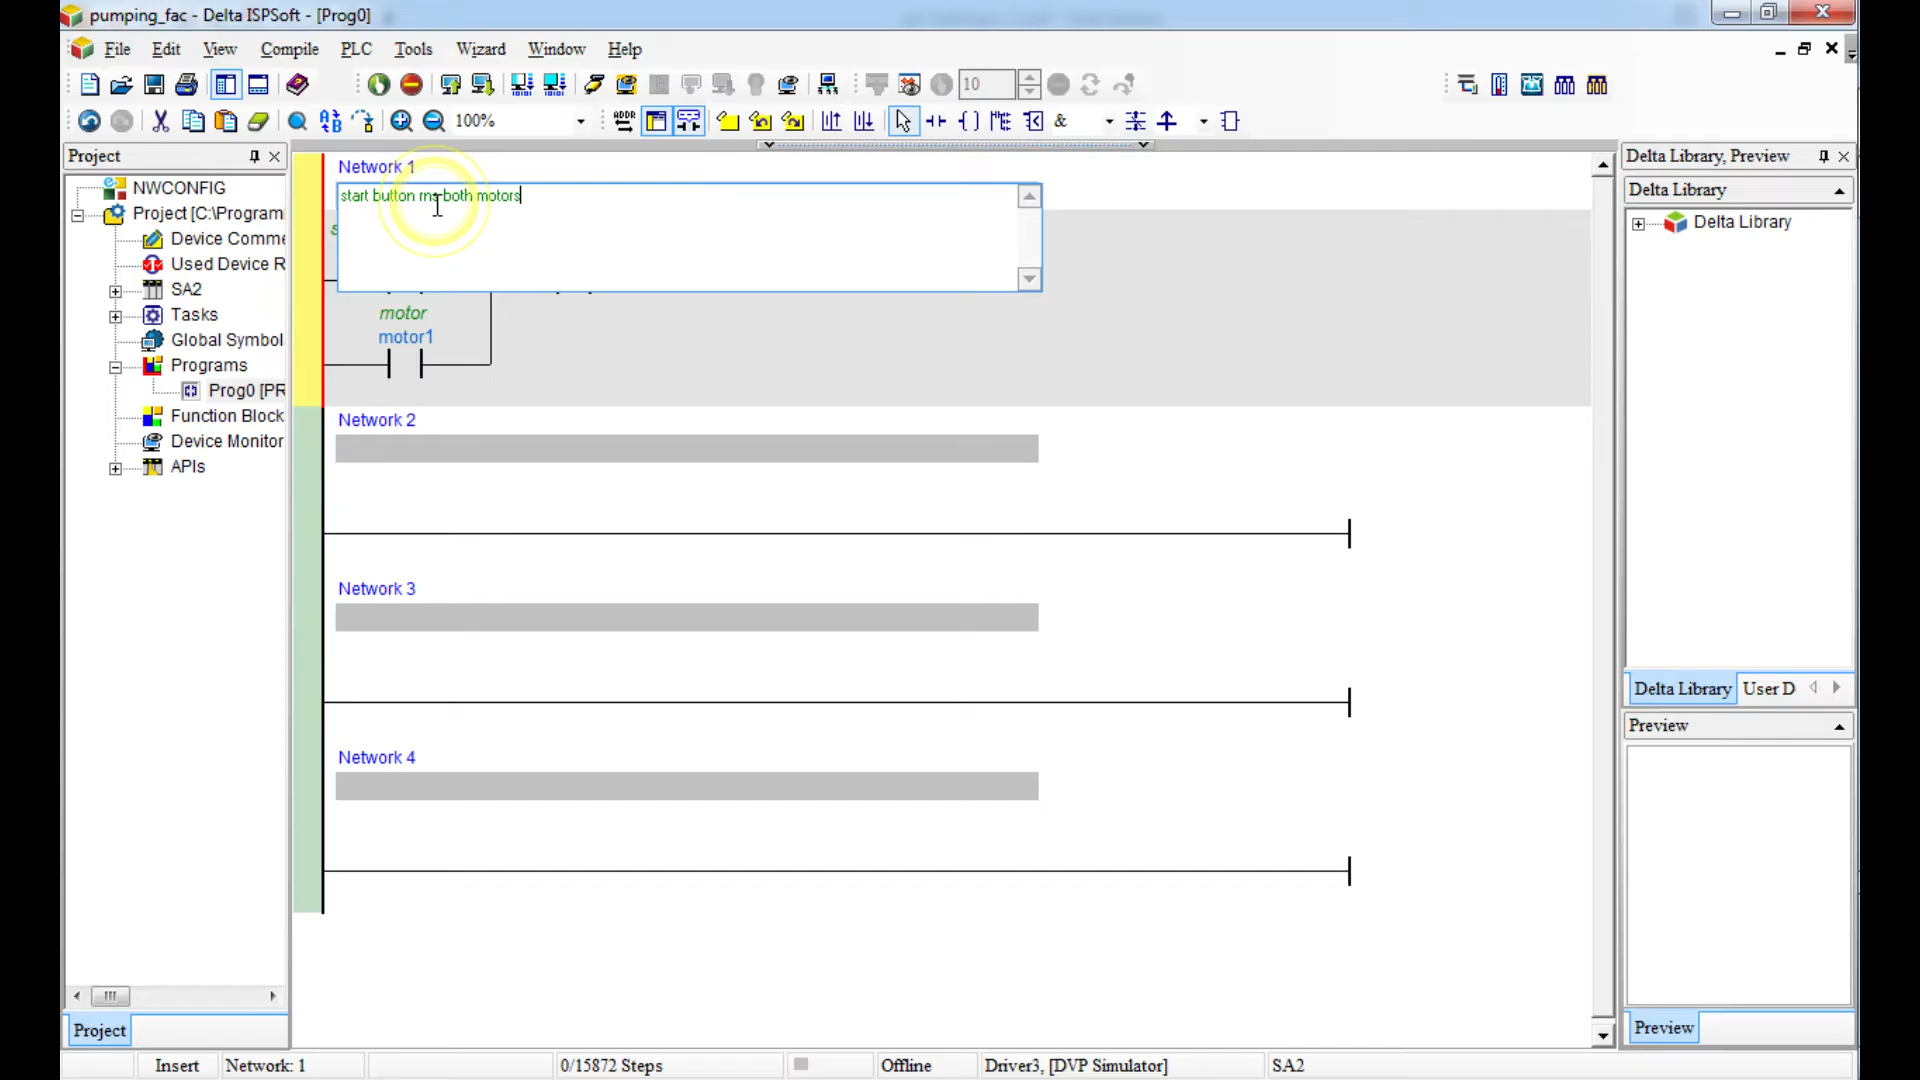 pumping_fac - Delta ISPSoft - [Prog0]
File Edit View Compile PLC Tools Wizard Window Help
10
100%
ADDR
&
Project
NWCONFIG
Project [C:\Program
Device Comme
Used Device R
SA2
Tasks
Global Symbol
Programs
Prog0 [PR
Function Block
Device Monitor
APIs
Project
Network 1
start button rns both motors
motor
motor1
Network 2
Network 3
Network 4
Delta Library, Preview
Delta Library
Delta Library
Delta Library User D
Preview
Preview
Insert Network: 1 0/15872 Steps Offline Driver3, [DVP Simulator] SA2